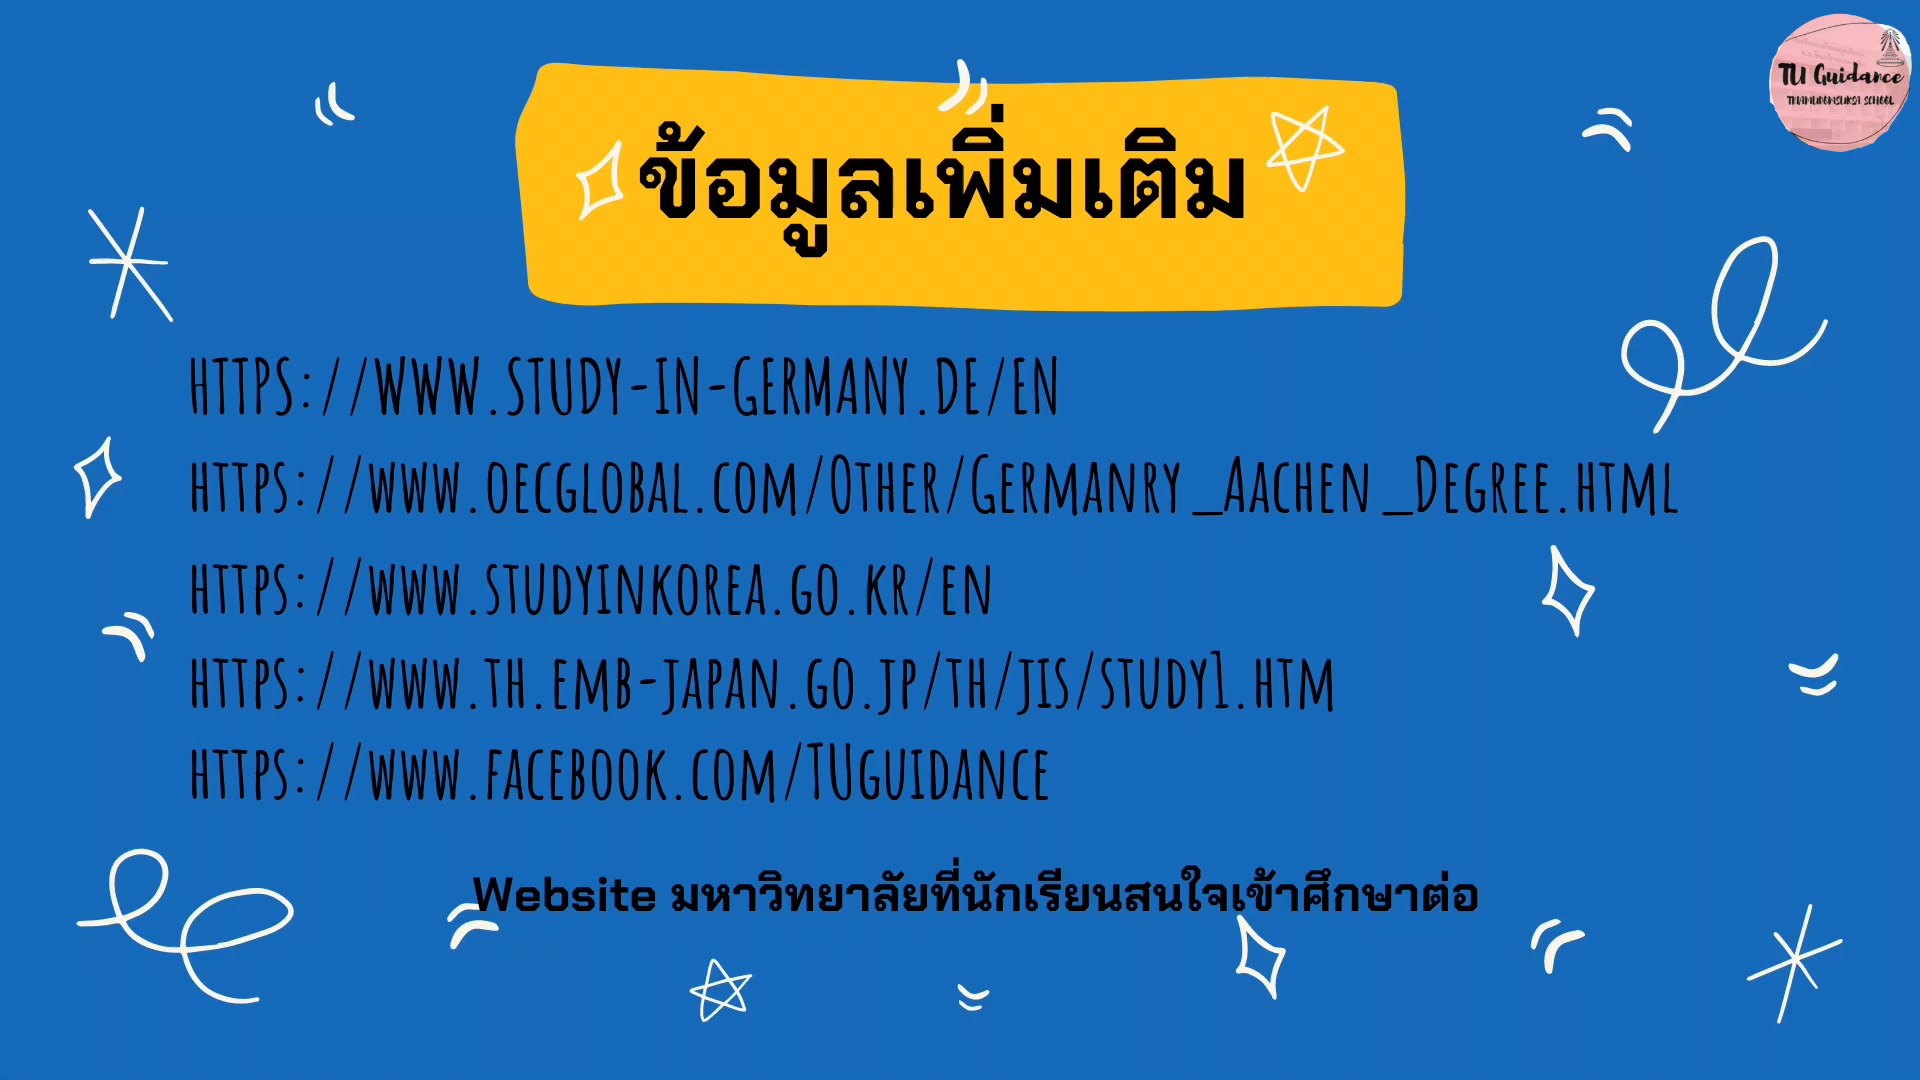 TU Guidance
TRIAMUDOMSUKSA SCHOOL
ข้อมูลเพิ่มเติม
HTTPS://WWW.STUDY-IN-GERMANY.DE/EN
https://www.oecglobal.com/Other/Germanry_Aachen_Degree.html
https://www.studyinkorea.go.kr/en
https://www.th.emb-japan.go.jp/th/jis/study1.htm
https://www.facebook.com/TUguidance
Website มหาวิทยาลัยที่นักเรียนสนใจเข้าศึกษาต่อ